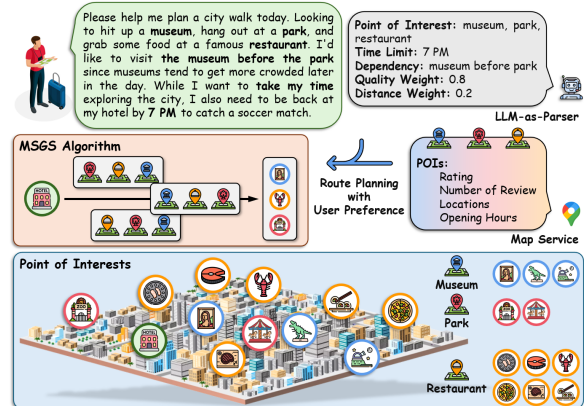 Please help me plan a city walk today. Looking
to hit up a museum, hang out at a park, and
grab some food at a famous restaurant. I'd
like to visit the museum before the park
since museums tend to get more crowded later
in the day. While I want to take my time
exploring the city, I also need to be back at
my hotel by 7 PM to catch a soccer match.
Point of Interest: museum, park,
restaurant
Time Limit: 7 PM
Dependency: museum before park
Quality Weight: 0.8
Distance Weight: 0.2
LLM-as-Parser
MSGS Algorithm
HOTEL
Route Planning
with
User Preference
POIs:
Rating
Number of Review
Locations
Opening Hours
Map Service
Point of Interests
HOTEL
Museum
Park
Restaurant